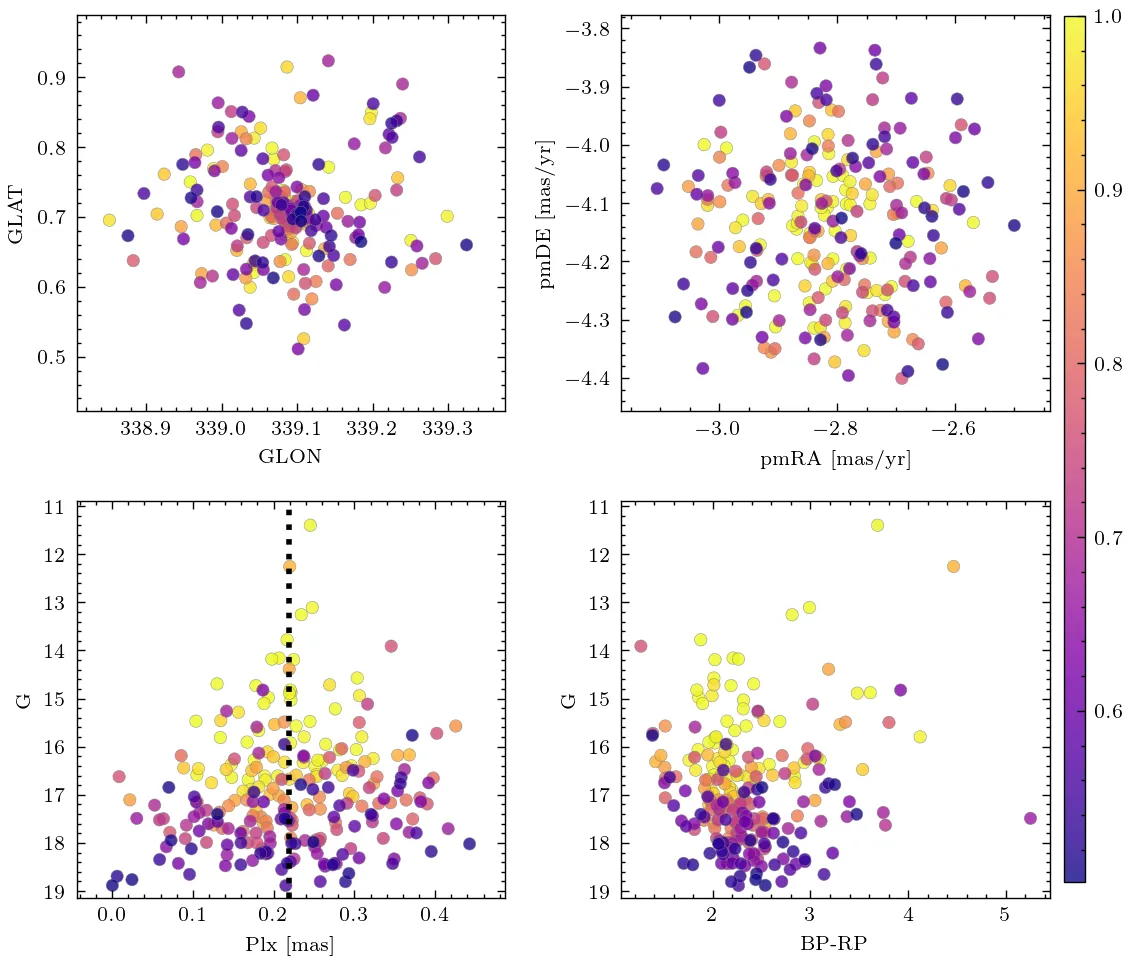 0.9
0.8
0.7
0.6
0.5
GLAT
338.9 339.0 339.1 339.2 339.3
GLON
−3.8
−3.9
−4.0
−4.1
−4.2
−4.3
−4.4
pmDE [mas/yr]
−3.0 −2.8 −2.6
pmRA [mas/yr]
1.0
0.9
0.8
0.7
0.6
11
12
13
14
15
16
17
18
19
G
0.0 0.1 0.2 0.3 0.4
Plx [mas]
11
12
13
14
15
16
17
18
19
G
2 3 4 5
BP-RP